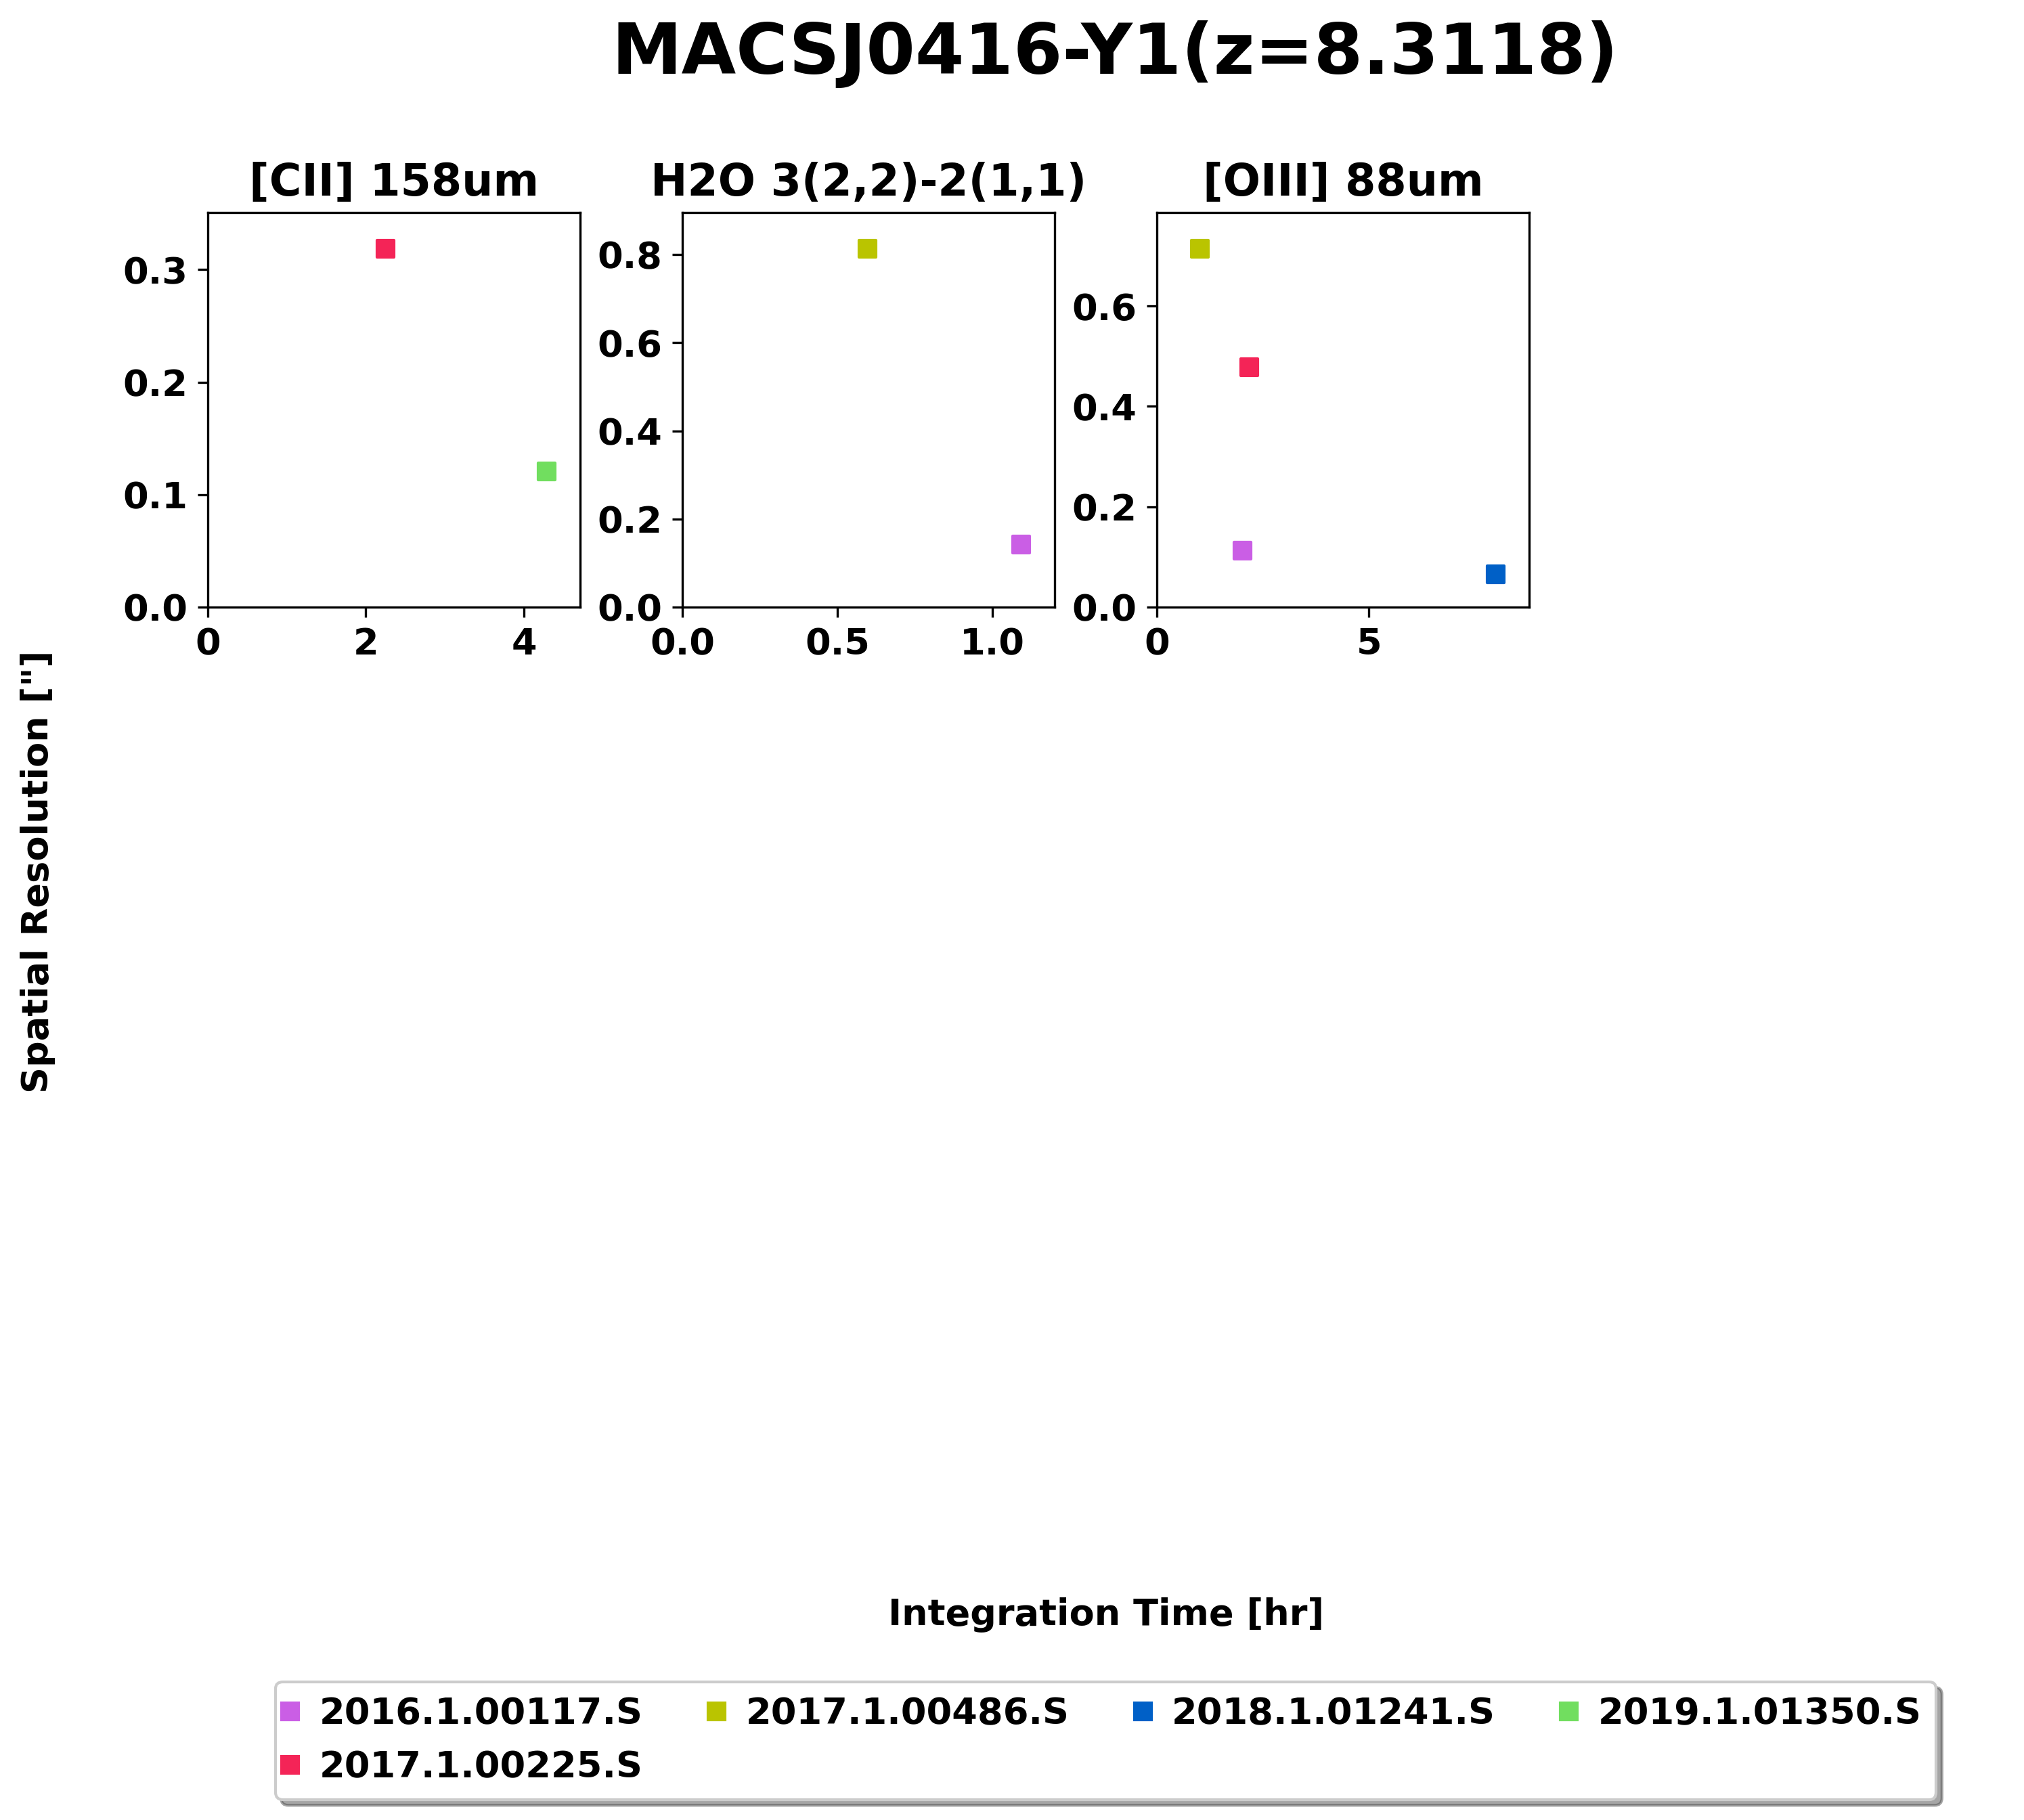 MACSJ0416-Y1(z=8.3118)
[CII] 158um
H2O 3(2,2)-2(1,1)
[OIII] 88um
0.3
0.2
0.1
0.0
0 2 4
0.8
0.6
0.4
0.2
0.0
0.0 0.5 1.0
0.6
0.4
0.2
0.0
0 5
Spatial Resolution ["]
Integration Time [hr]
2016.1.00117.S
2017.1.00486.S
2018.1.01241.S
2019.1.01350.S
2017.1.00225.S